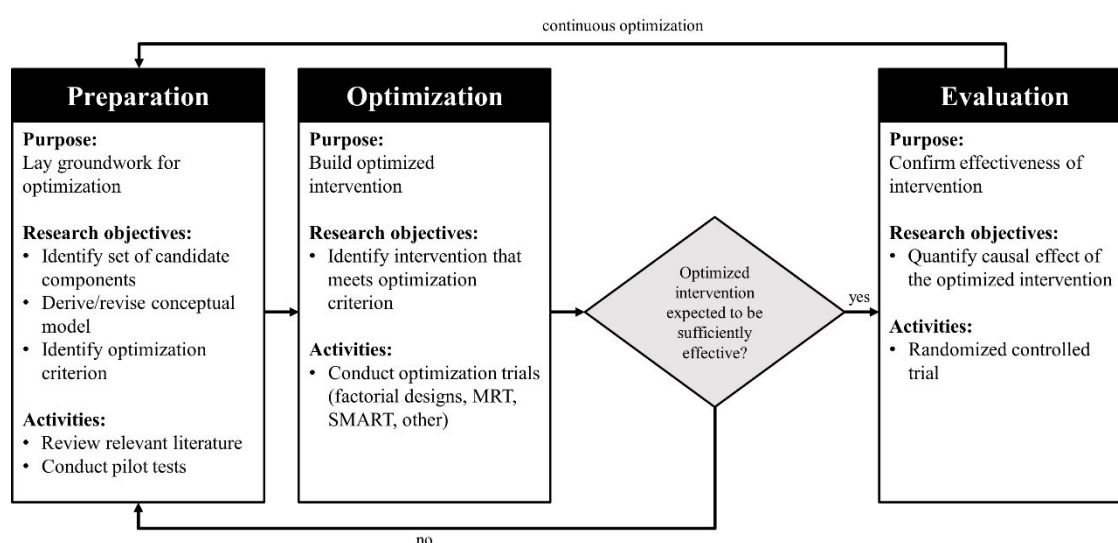 continuous optimization
Preparation
Purpose:
Lay groundwork for
optimization
Research objectives:
• Identify set of candidate
components
• Derive/revise conceptual
model
• Identify optimization
criterion
Activities:
• Review relevant literature
• Conduct pilot tests
Optimization
Purpose:
Build optimized
intervention
Research objectives:
• Identify intervention that
meets optimization
criterion
Activities:
• Conduct optimization trials
(factorial designs, MRT,
SMART, other)
Optimized
intervention
expected to be
sufficiently
effective?
yes
no
Evaluation
Purpose:
Confirm effectiveness of
intervention
Research objectives:
• Quantify causal effect of
the optimized intervention
Activities:
• Randomized controlled
trial